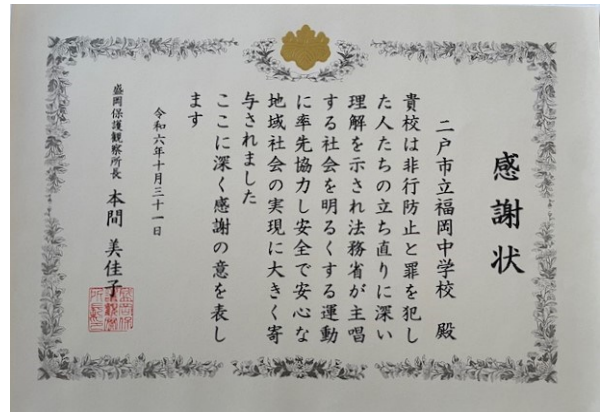 感謝状
二戸市立福岡中学校　殿
貴校は非行防止と罪を犯し
た人たちの立ち直りに深い
理解を示され法務省が主唱
する社会を明るくする運動
に率先協力し安全で安心な
地域社会の実現に大きく寄
与されました
ここに深く感謝の意を表し
ます
令和六年十月三十一日
盛岡保護観察所長　本間　美佳子